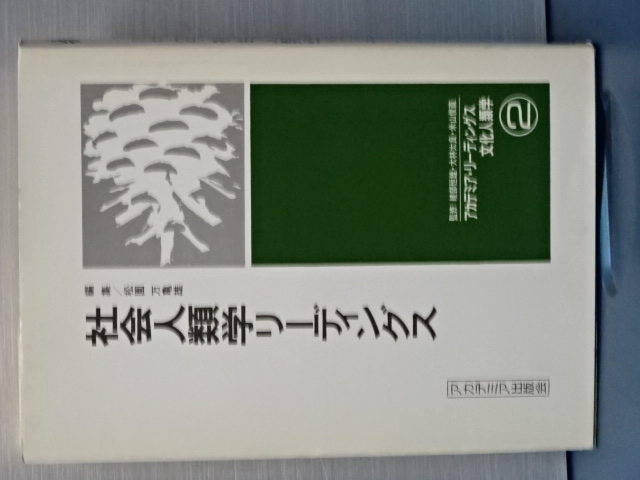 監修 綾部恒雄・大林太良・米山俊直
アカデミア・リーディングス
文化人類学
2
編集/松園 万亀雄
社会人類学リーディングス
アカデミア出版会